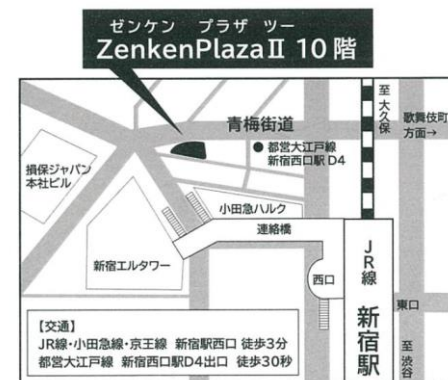 ゼンケン プラザ ツー
ZenkenPlazaⅡ 10階
至大久保
歌舞伎町
方面→
青梅街道
● 都営大江戸線
新宿西口駅 D4
損保ジャパン
本社ビル
小田急ハルク
連絡橋
新宿エルタワー
西口
JR線 新宿駅
東口
至渋谷
【交通】
JR線・小田急線・京王線 新宿駅西口 徒歩3分
都営大江戸線 新宿西口駅D4出口 徒歩30秒